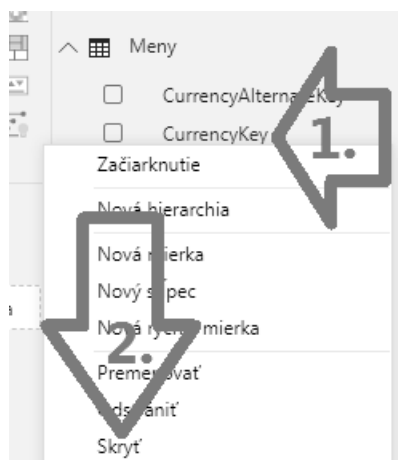 Meny
CurrencyAlternateKey
CurrencyKey
1.
Začiarknutie
Nová hierarchia
Nová mierka
Nový stĺpec
Nová rýchla mierka
2.
Premenovať
Odstrániť
Skryť